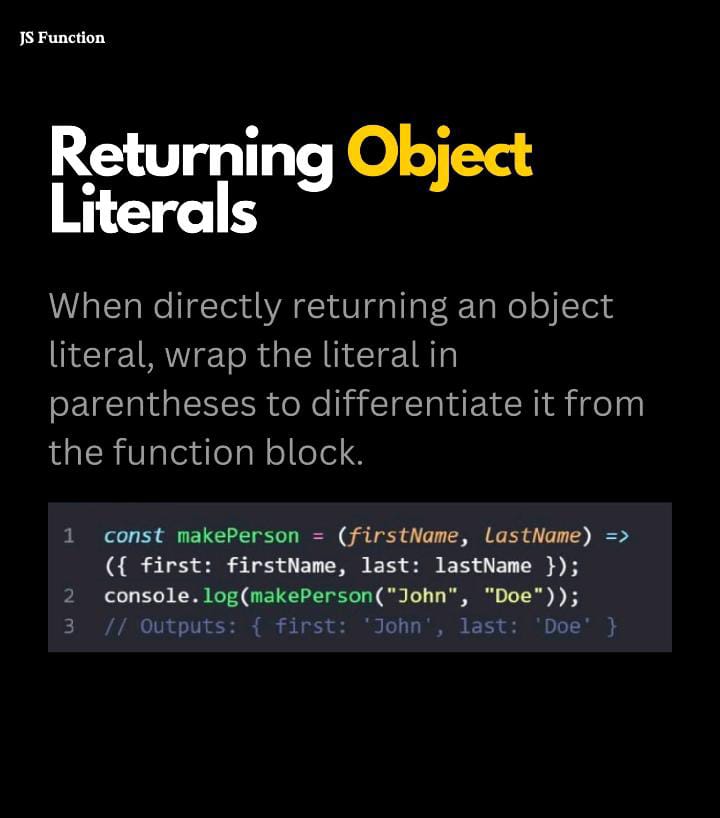 JS Function
Returning Object
Literals
When directly returning an object
literal, wrap the literal in
parentheses to differentiate it from
the function block.
1 const makePerson = (firstName, lastName) =>
({ first: firstName, last: lastName });
2 console.log(makePerson("John", "Doe"));
3 // Outputs: { first: 'John', last: 'Doe' }